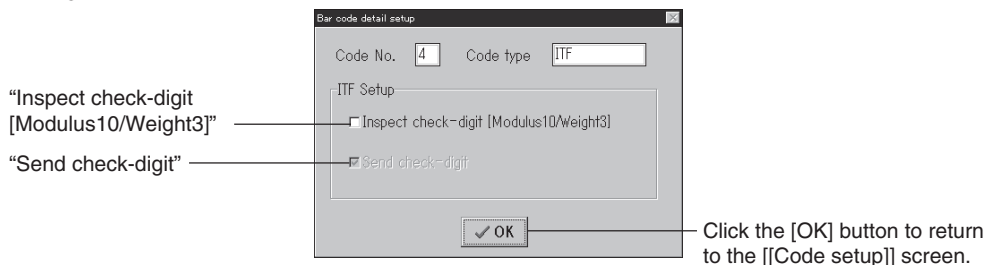 Bar code detail setup
Code No. 4 Code type ITF
ITF Setup
Inspect check-digit [Modulus10/Weight3]
Send check-digit
OK
“Inspect check-digit
[Modulus10/Weight3]”
“Send check-digit”
Click the [OK] button to return
to the [[Code setup]] screen.